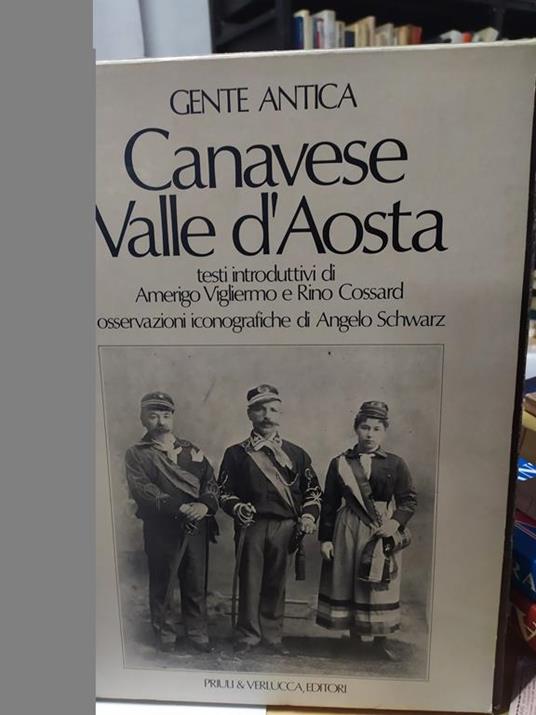 GENTE ANTICA
Canavese
Valle d'Aosta
testi introduttivi di
Amerigo Vigliermo e Rino Cossard
osservazioni iconografiche di Angelo Schwarz
PRIULI & VERLUCCA, EDITORI